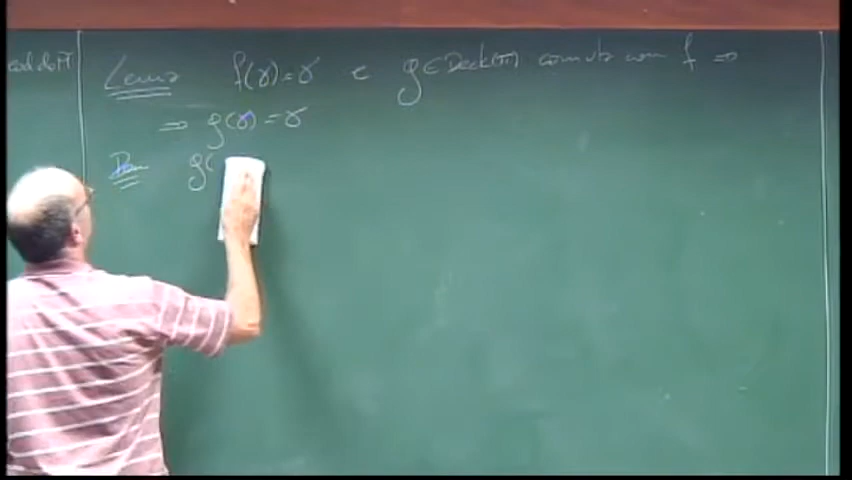 Lema f(γ)=γ e g∈Deck(π) comuta com f ⇒
⇒ g(γ)=γ
Dem g(